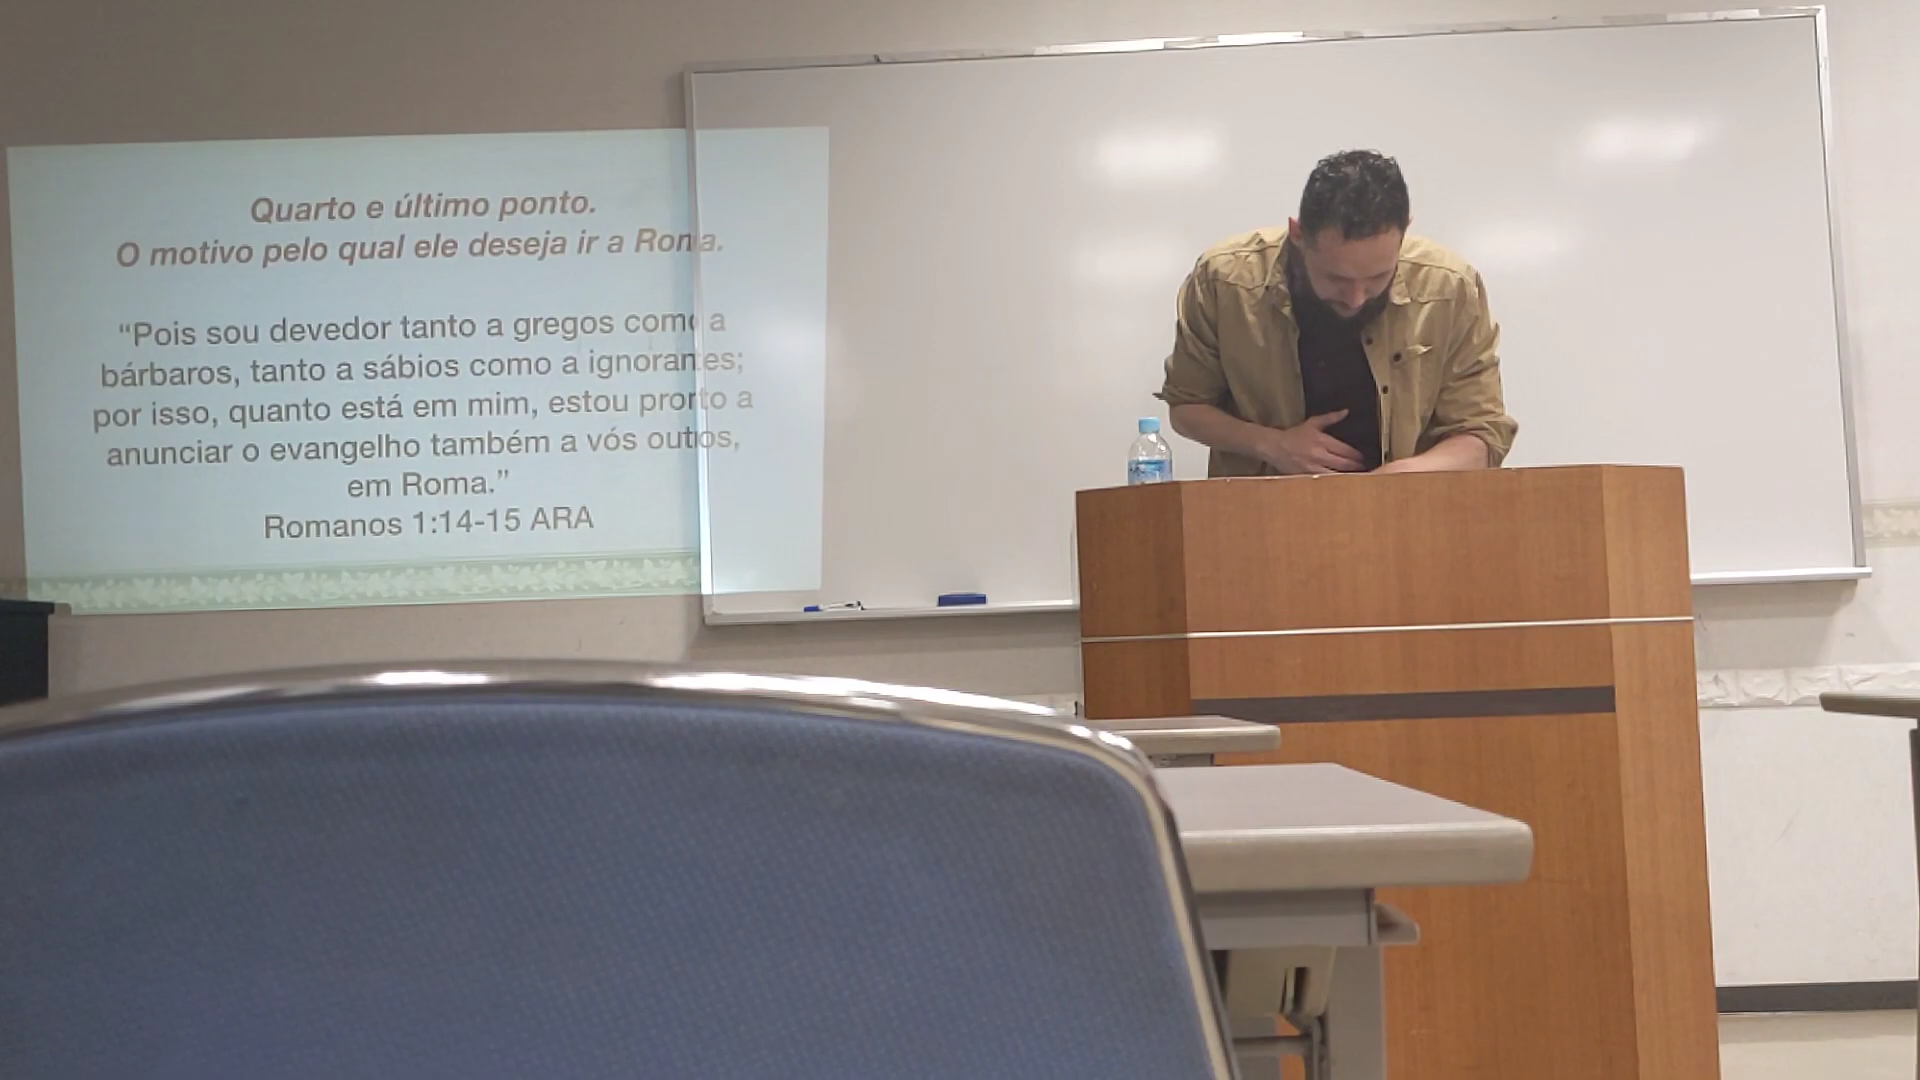 Quarto e último ponto.
O motivo pelo qual ele deseja ir a Roma.
“Pois sou devedor tanto a gregos como a
bárbaros, tanto a sábios como a ignorantes;
por isso, quanto está em mim, estou pronto a
anunciar o evangelho também a vós outros,
em Roma.”
Romanos 1:14-15 ARA